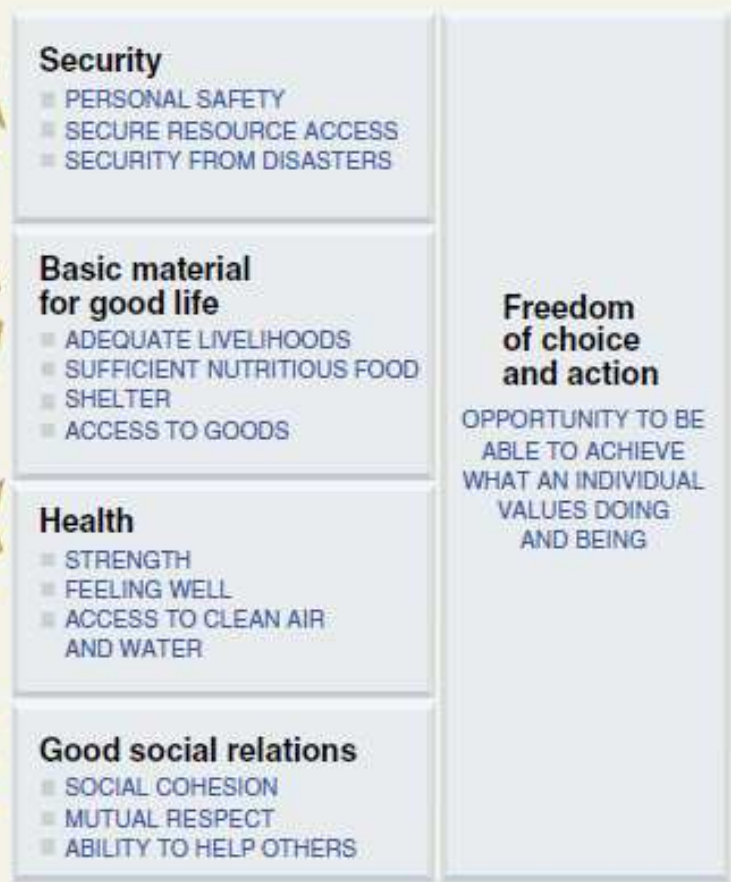 Security
PERSONAL SAFETY
SECURE RESOURCE ACCESS
SECURITY FROM DISASTERS
Basic material
for good life
ADEQUATE LIVELIHOODS
SUFFICIENT NUTRITIOUS FOOD
SHELTER
ACCESS TO GOODS
Health
STRENGTH
FEELING WELL
ACCESS TO CLEAN AIR
AND WATER
Good social relations
SOCIAL COHESION
MUTUAL RESPECT
ABILITY TO HELP OTHERS
Freedom
of choice
and action
OPPORTUNITY TO BE
ABLE TO ACHIEVE
WHAT AN INDIVIDUAL
VALUES DOING
AND BEING